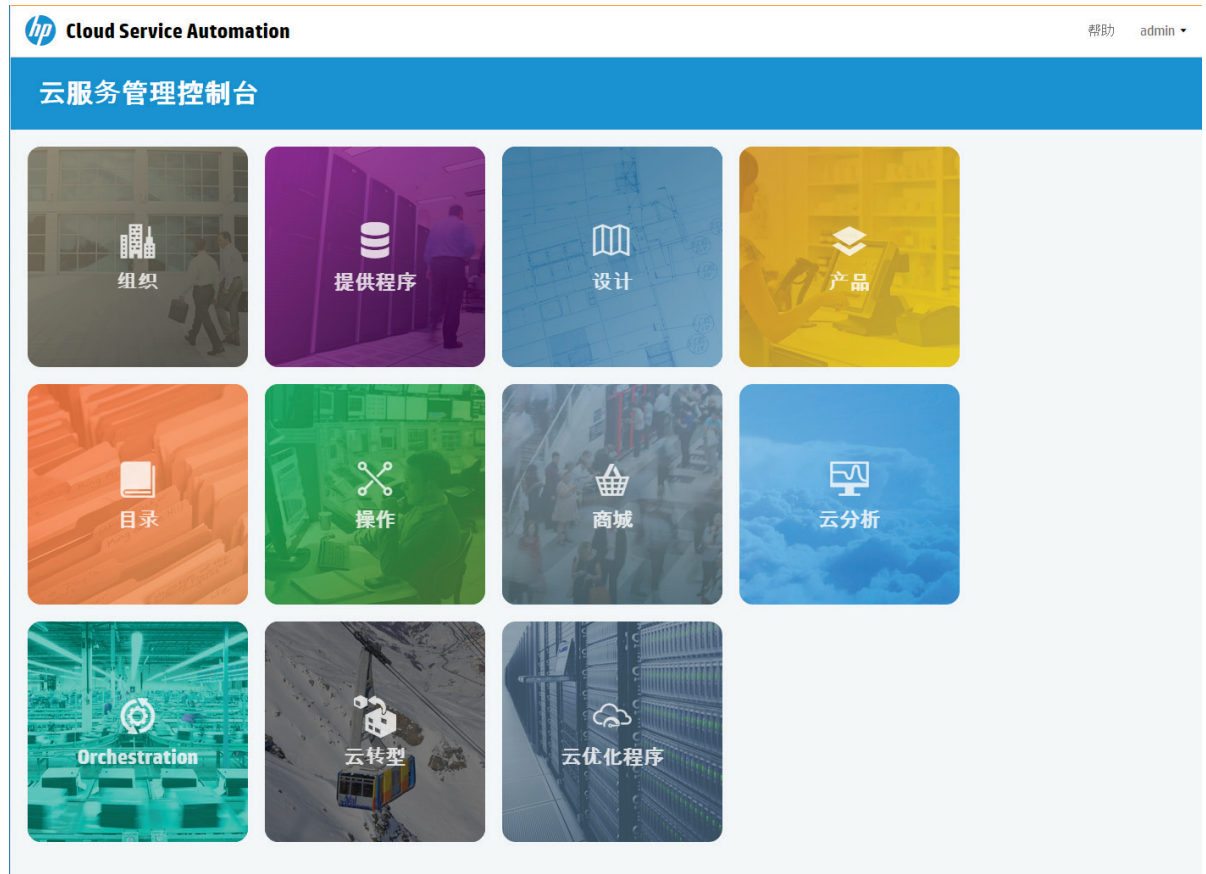 hp Cloud Service Automation
帮助 admin
云服务管理控制台
组织
提供程序
设计
产品
目录
操作
商城
云分析
Orchestration
云转型
云优化程序